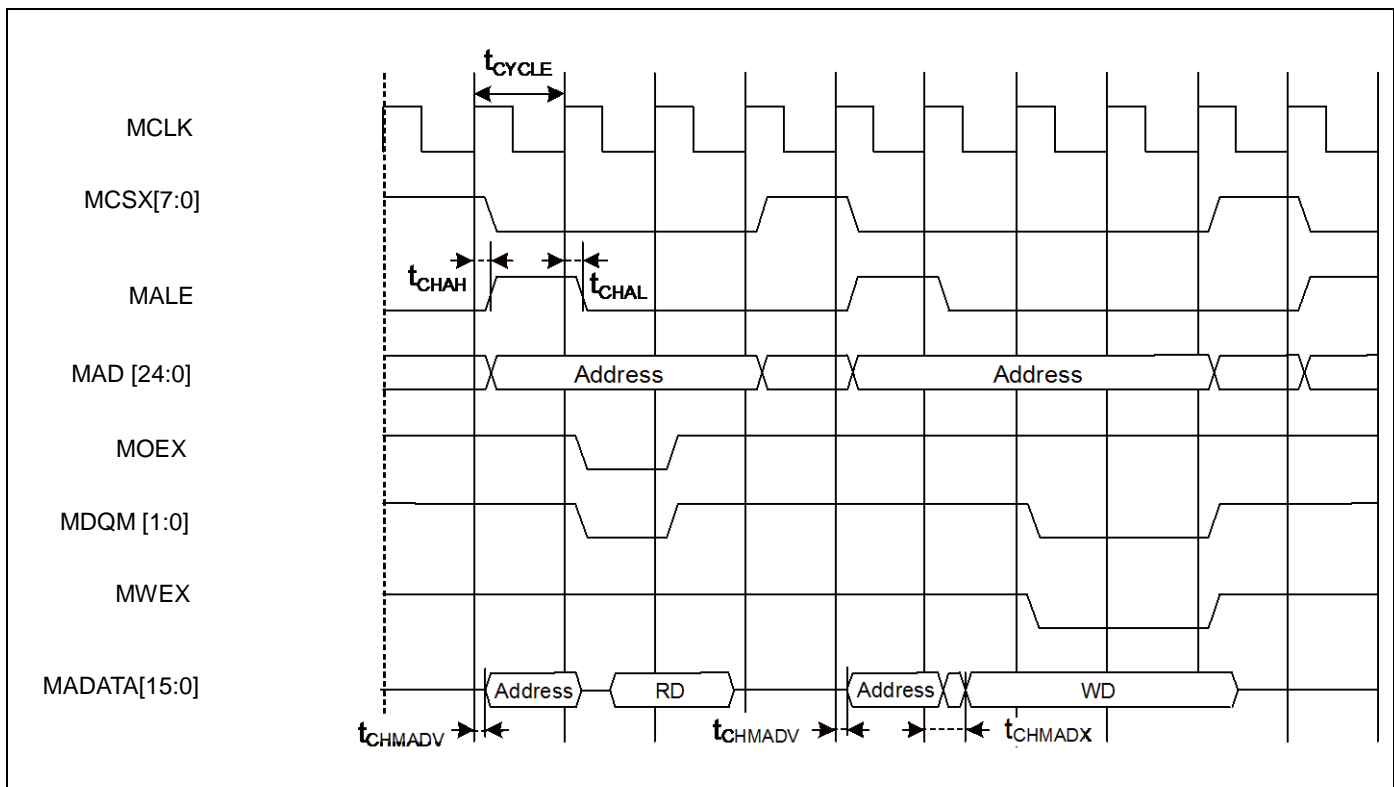 tCYCLE
MCLK
MCSX[7:0]
tCHAH
tCHAL
MALE
MAD [24:0]
Address
Address
MOEX
MDQM [1:0]
MWEX
MADATA[15:0]
Address
RD
Address
WD
tCHMADV
tCHMADV
tCHMADX